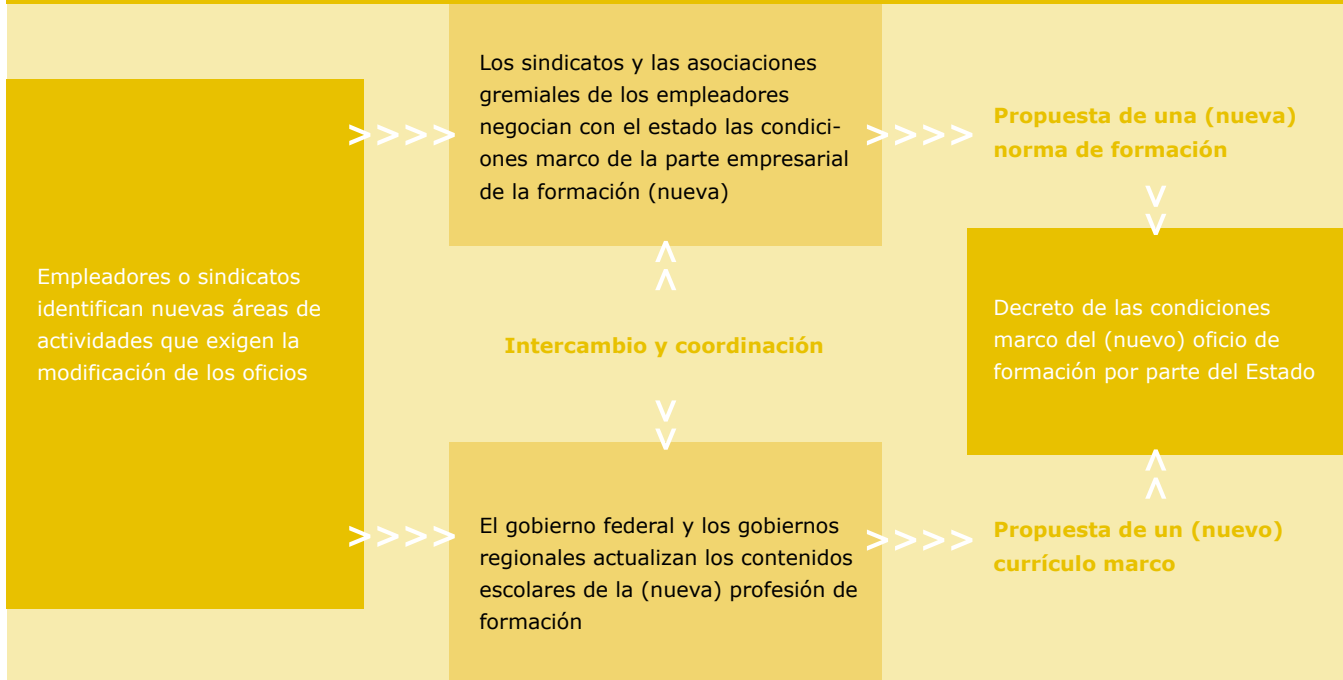 Empleadores o sindicatos
identifican nuevas áreas de
actividades que exigen la
modificación de los oficios
>>>>
Los sindicatos y las asociaciones
gremiales de los empleadores
negocian con el estado las condici-
ones marco de la parte empresarial
de la formación (nueva)
>>>>
Propuesta de una (nueva)
norma de formación
Intercambio y coordinación
>>>>
El gobierno federal y los gobiernos
regionales actualizan los contenidos
escolares de la (nueva) profesión de
formación
>>>>
Propuesta de un (nuevo)
currículo marco
Decreto de las condiciones
marco del (nuevo) oficio de
formación por parte del Estado